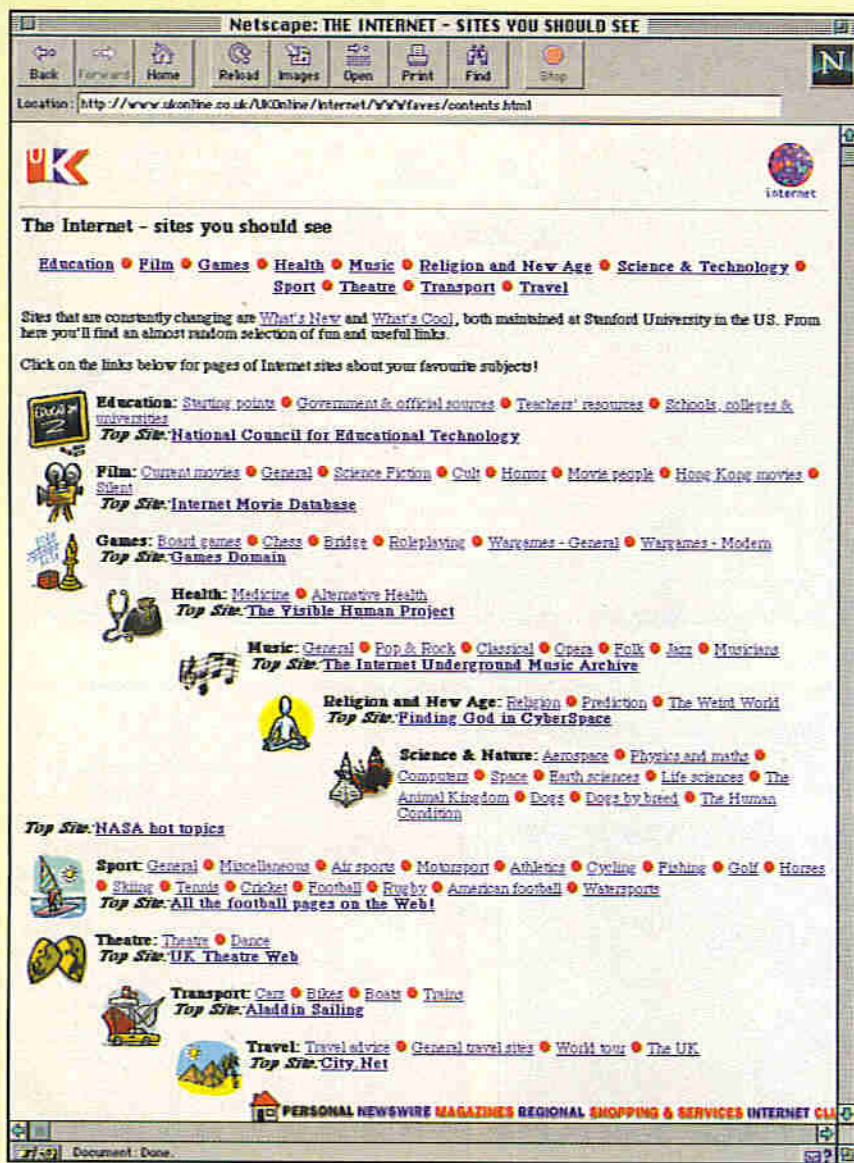 Netscape: THE INTERNET - SITES YOU SHOULD SEE
Back Forward Home Reload Images Open Print Find Stop
N
Location: http://www.ukonline.co.uk/UKOnline/Internet/WWWfaves/contents.html
UK
internet
The Internet - sites you should see
Education • Film • Games • Health • Music • Religion and New Age • Science & Technology •
Sport • Theatre • Transport • Travel
Sites that are constantly changing are What's New and What's Cool, both maintained at Stanford University in the US. From
here you'll find an almost random selection of fun and useful links.
Click on the links below for pages of Internet sites about your favourite subjects!
Education: Starting points • Government & official sources • Teachers' resources • Schools, colleges &
universities
Top Site: National Council for Educational Technology
Film: Current movies • General • Science Fiction • Cult • Horror • Movie people • Hong Kong movies •
Silent
Top Site: Internet Movie Database
Games: Board games • Chess • Bridge • Roleplaying • Wargames - General • Wargames - Modern
Top Site: Games Domain
Health: Medicine • Alternative Health
Top Site: The Visible Human Project
Music: General • Pop & Rock • Classical • Opera • Folk • Jazz • Musicians
Top Site: The Internet Underground Music Archive
Religion and New Age: Religion • Prediction • The Weird World
Top Site: Finding God in CyberSpace
Science & Nature: Aerospace • Physics and maths •
Computers • Space • Earth sciences • Life sciences • The
Animal Kingdom • Dogs • Dogs by breed • The Human
Condition
Top Site: NASA hot topics
Sport: General • Miscellaneous • Air sports • Motorsport • Athletics • Cycling • Fishing • Golf • Horses
• Skiing • Tennis • Cricket • Football • Rugby • American football • Watersports
Top Site: All the football pages on the Web!
Theatre: Theatre • Dance
Top Site: UK Theatre Web
Transport: Cars • Bikes • Boats • Trains
Top Site: Aladdin Sailing
Travel: Travel advice • General travel sites • World tour • The UK
Top Site: City.Net
PERSONAL NEWSWIRE MAGAZINES REGIONAL SHOPPING & SERVICES INTERNET CLU
Document: Done.